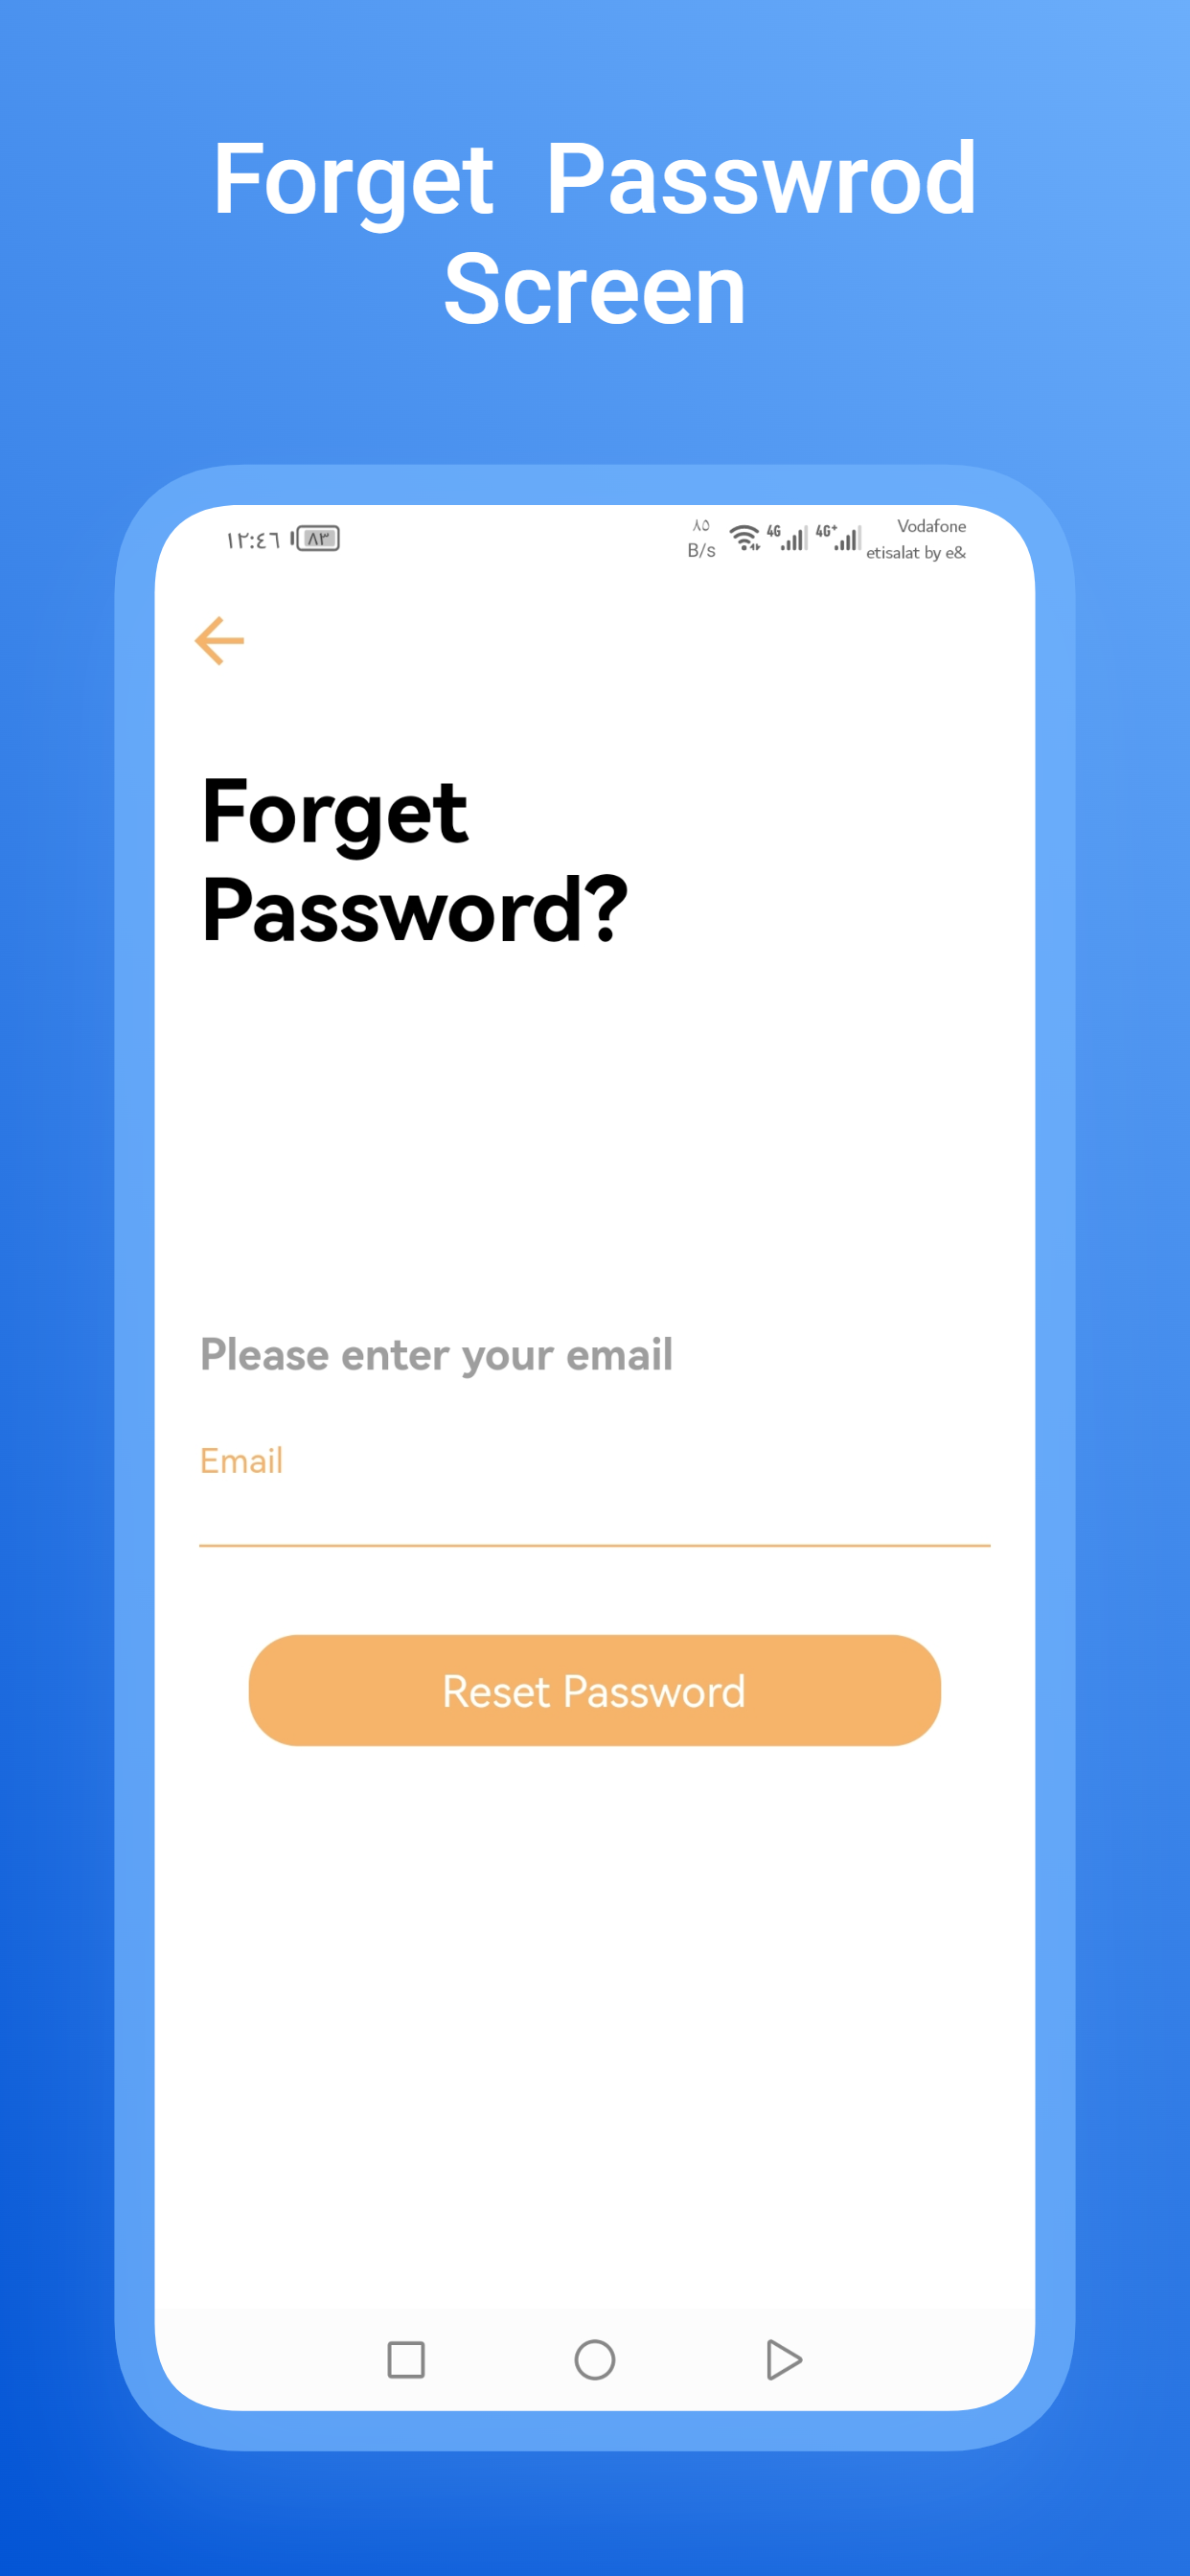 Forget Passwrod
Screen
١٢:٤٦ ٨٣
٨٥
B/s
4G 4G+
Vodafone
etisalat by e&
Forget
Password?
Please enter your email
Email
Reset Password